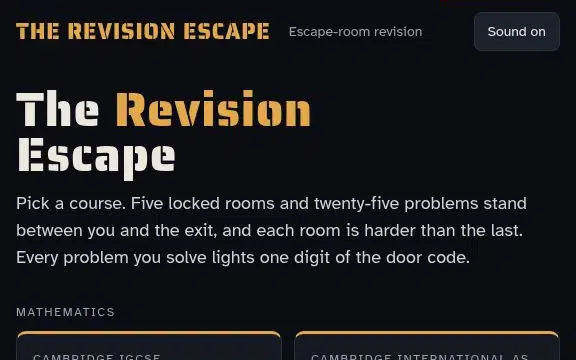 THE REVISION ESCAPE Escape-room revision Sound on
The Revision
Escape
Pick a course. Five locked rooms and twenty-five problems stand
between you and the exit, and each room is harder than the last.
Every problem you solve lights one digit of the door code.
MATHEMATICS
CAMBRIDGE IGCSE CAMBRIDGE INTERNATIONAL AS